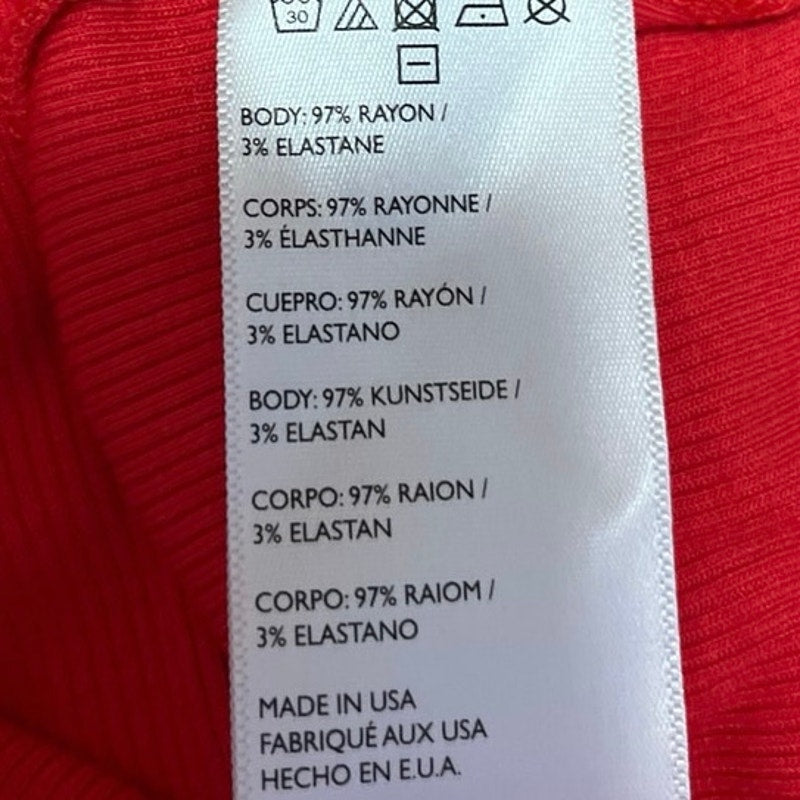 30
BODY: 97% RAYON /
3% ELASTANE
CORPS: 97% RAYONNE /
3% ÉLASTHANNE
CUEPRO: 97% RAYÓN /
3% ELASTANO
BODY: 97% KUNSTSEIDE /
3% ELASTAN
CORPO: 97% RAION /
3% ELASTAN
CORPO: 97% RAIOM /
3% ELASTANO
MADE IN USA
FABRIQUÉ AUX USA
HECHO EN E.U.A.